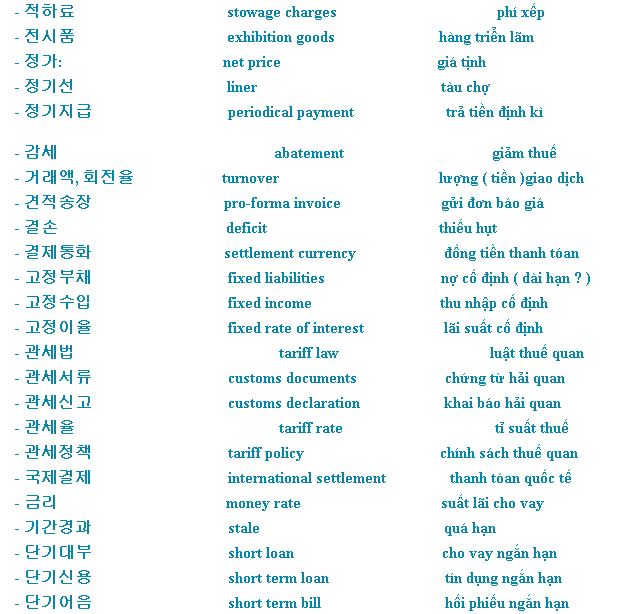 - 적하료 stowage charges phí xếp
- 전시품 exhibition goods hàng triển lãm
- 정가: net price giá tịnh
- 정기선 liner tàu chợ
- 정기지급 periodical payment trả tiền định kì
- 감세 abatement giảm thuế
- 거래액, 회전율 turnover lượng ( tiền )giao dịch
- 견적송장 pro-forma invoice gửi đơn báo giá
- 결손 deficit thiếu hụt
- 결제통화 settlement currency đồng tiền thanh tóan
- 고정부채 fixed liabilities nợ cố định ( dài hạn ? )
- 고정수입 fixed income thu nhập cố định
- 고정이율 fixed rate of interest lãi suất cố định
- 관세법 tariff law luật thuế quan
- 관세서류 customs documents chứng từ hải quan
- 관세신고 customs declaration khai báo hải quan
- 관세율 tariff rate tỉ suất thuế
- 관세정책 tariff policy chính sách thuế quan
- 국제결제 international settlement thanh tóan quốc tế
- 금리 money rate suất lãi cho vay
- 기간경과 stale quá hạn
- 단기대부 short loan cho vay ngắn hạn
- 단기신용 short term loan tín dụng ngắn hạn
- 단기어음 short term bill hối phiếu ngắn hạn